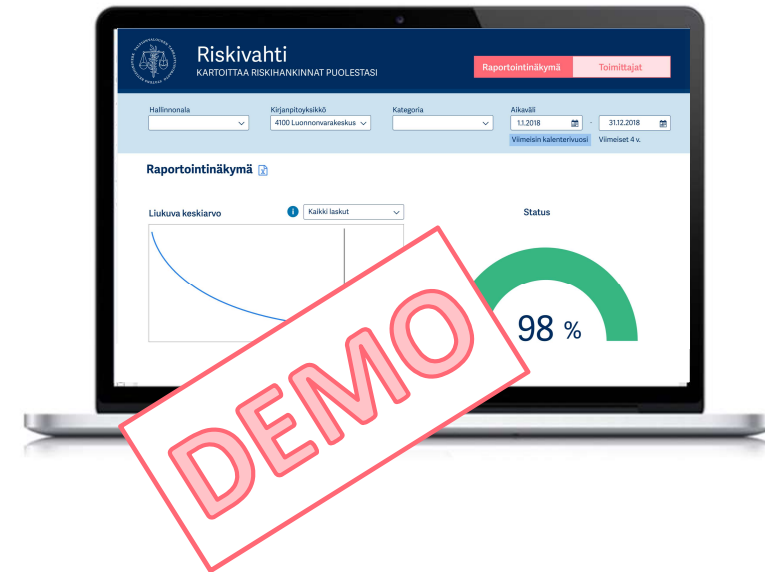 Riskivahti
KARTOITTAA RISKIHANKINNAT PUOLESTASI
Raportointinäkymä Toimittajat
Hallinnonala Kirjanpitoyksikkö Kategoria Aikaväli
4100 Luonnonvarakeskus 1.1.2018 - 31.12.2018
Viimeisin kalenterivuosi Viimeiset 4 v.
Raportointinäkymä
Liukuva keskiarvo Kaikki laskut Status
98 %
DEMO